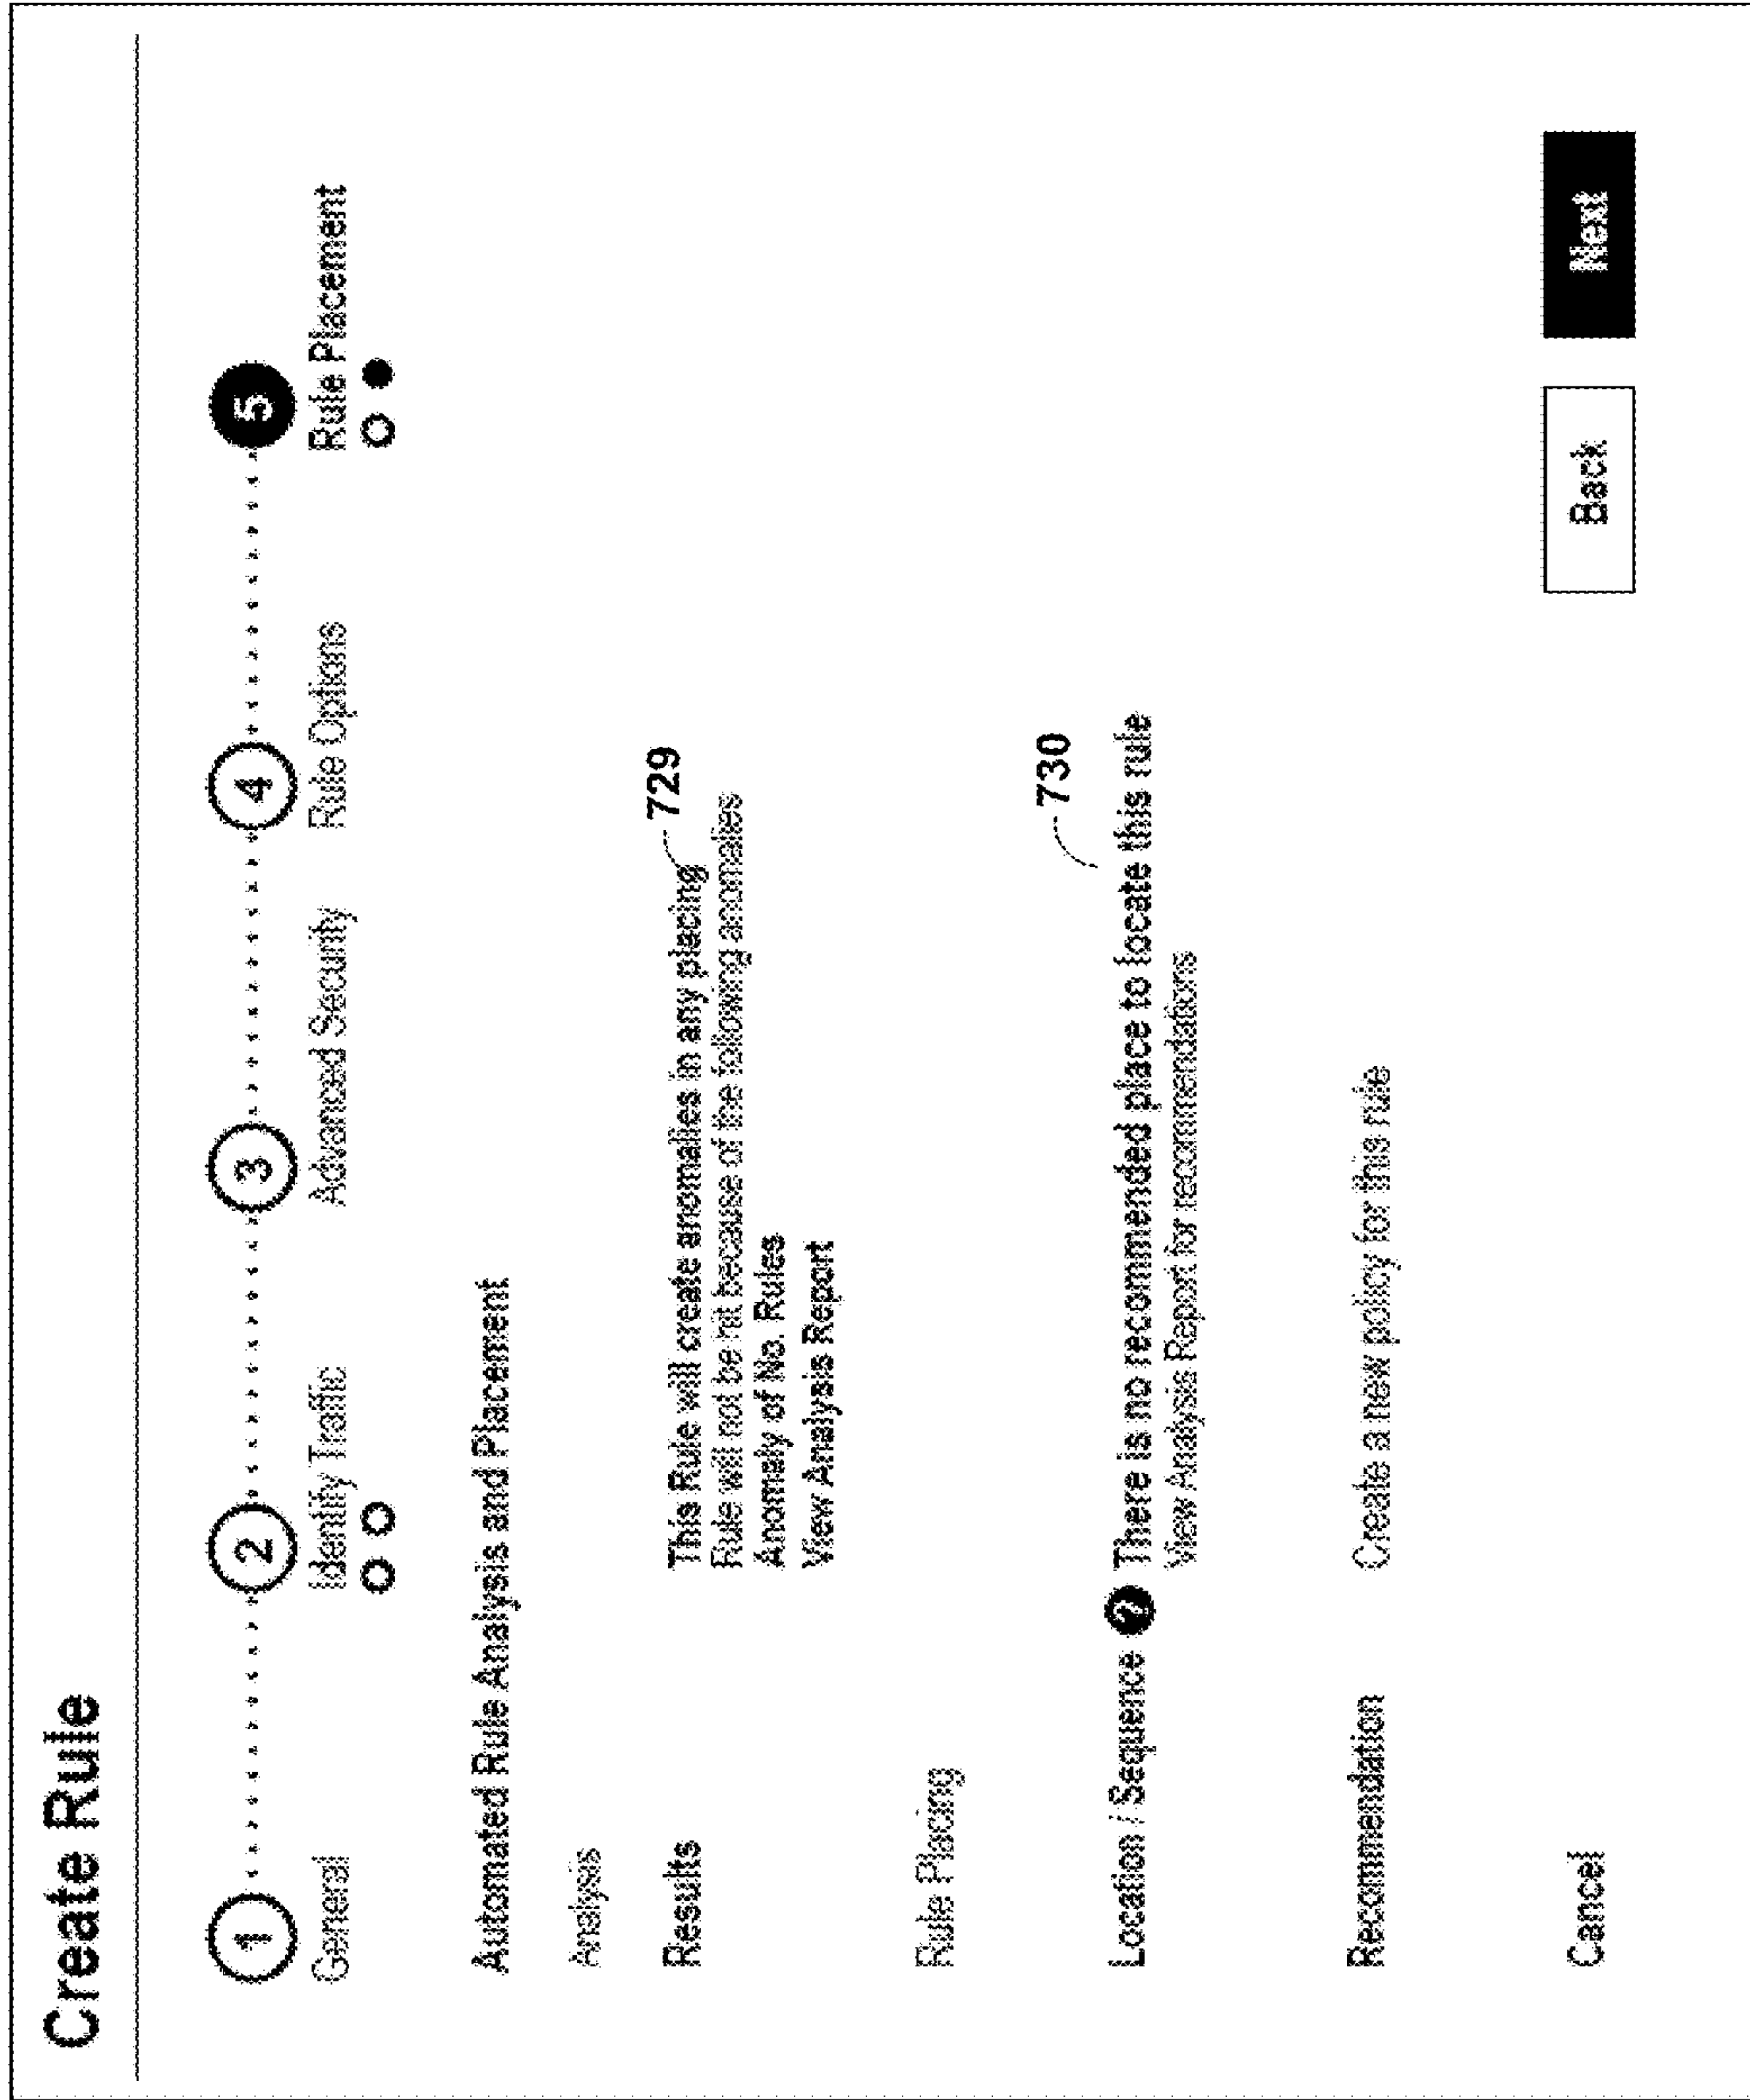 Create Rule
1 2 3 4 5
General Identify Traffic Advanced Security Rule Options Rule Placement
Automated Rule Analysis and Placement
Analysis
729
Results This Rule will create anomalies in any placing
Rule will not be hit because of the following anomalies
Anomaly of No. Rules
View Analysis Report
Rule Placing
730
Location / Sequence ? There is no recommended place to locate this rule
View Analysis Report for recommendations
Recommendation Create a new policy for this rule
Cancel Back Next